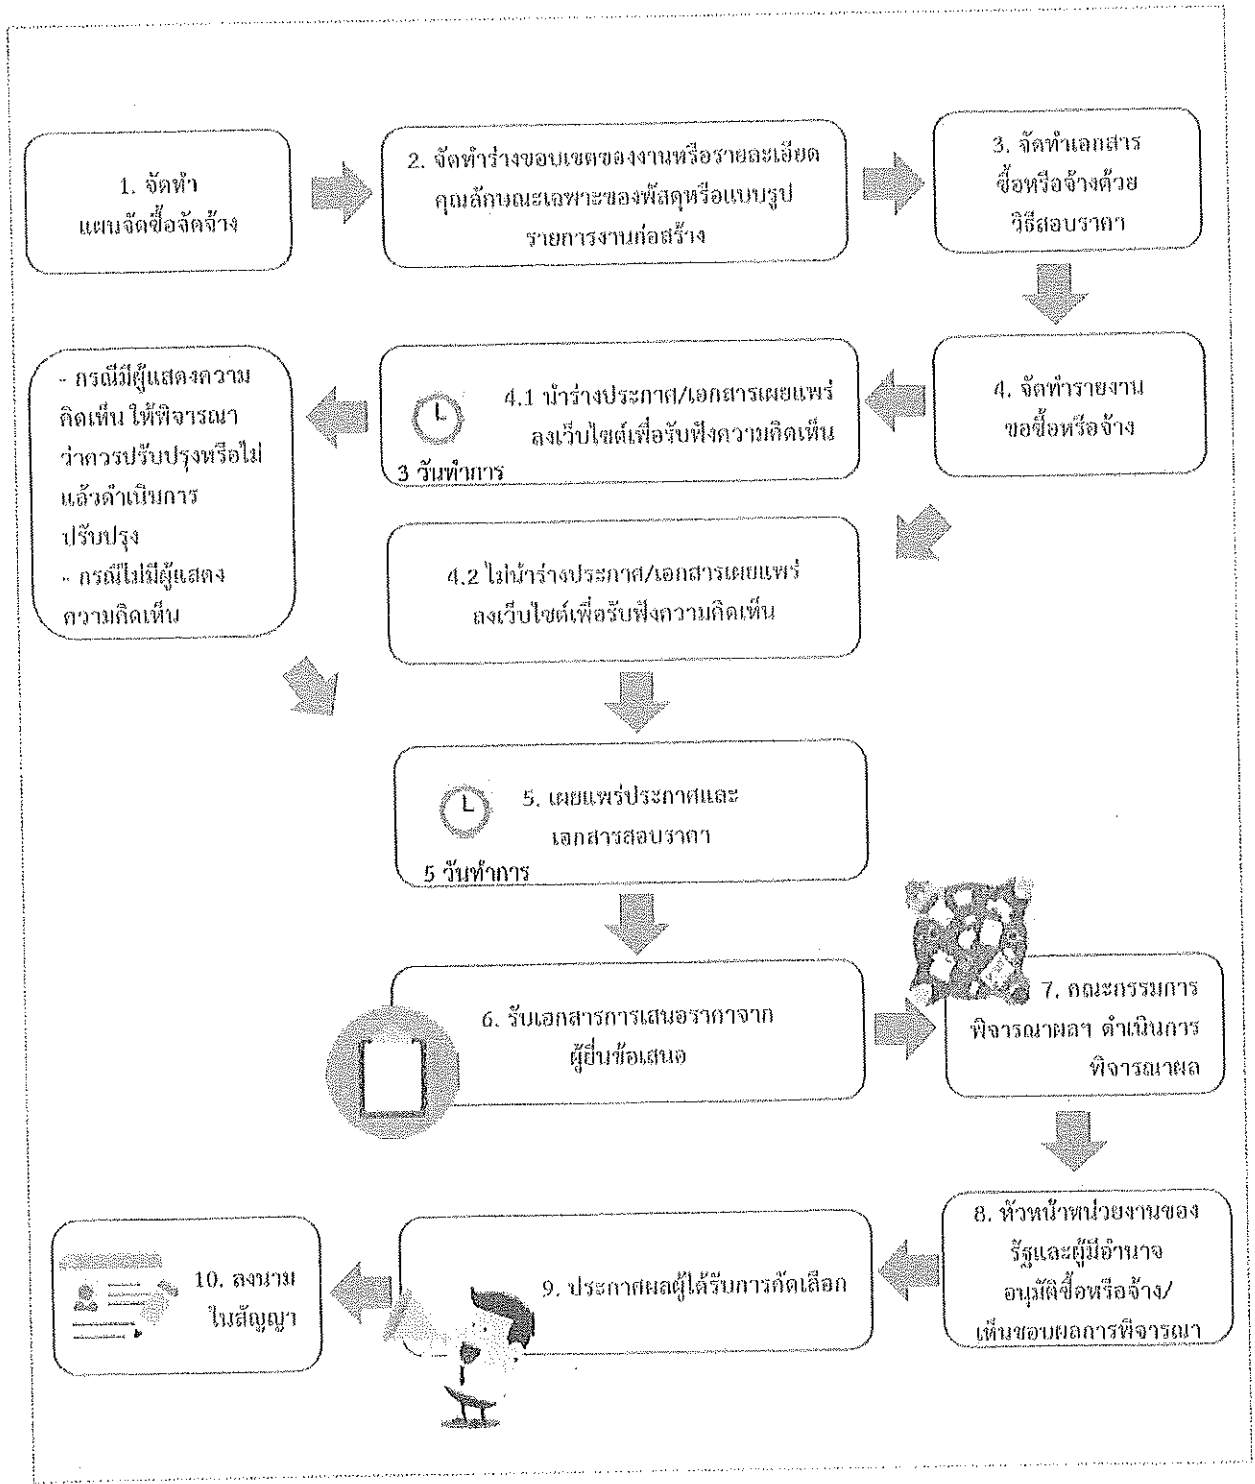 1. จัดทำ
แผนจัดซื้อจัดจ้าง
2. จัดทำร่างขอบเขตของงานหรือรายละเอียด
คุณลักษณะเฉพาะของพัสดุหรือแบบรูป
รายการงานก่อสร้าง
3. จัดทำเอกสาร
ซื้อหรือจ้างด้วย
วิธีสอบราคา
4. จัดทำรายงาน
ขอซื้อหรือจ้าง
4.1 นำร่างประกาศ/เอกสารเผยแพร่
ลงเว็บไซต์เพื่อรับฟังความคิดเห็น
3 วันทำการ
- กรณีมีผู้แสดงความ
คิดเห็น ให้พิจารณา
ว่าควรปรับปรุงหรือไม่
แล้วดำเนินการ
ปรับปรุง
- กรณีไม่มีผู้แสดง
ความคิดเห็น
4.2 ไม่นำร่างประกาศ/เอกสารเผยแพร่
ลงเว็บไซต์เพื่อรับฟังความคิดเห็น
5. เผยแพร่ประกาศและ
เอกสารสอบราคา
5 วันทำการ
6. รับเอกสารการเสนอราคาจาก
ผู้ยื่นข้อเสนอ
7. คณะกรรมการ
พิจารณาผลฯ ดำเนินการ
พิจารณาผล
8. หัวหน้าหน่วยงานของ
รัฐและผู้มีอำนาจ
อนุมัติซื้อหรือจ้าง/
เห็นชอบผลการพิจารณา
9. ประกาศผลผู้ได้รับการคัดเลือก
10. ลงนาม
ในสัญญา